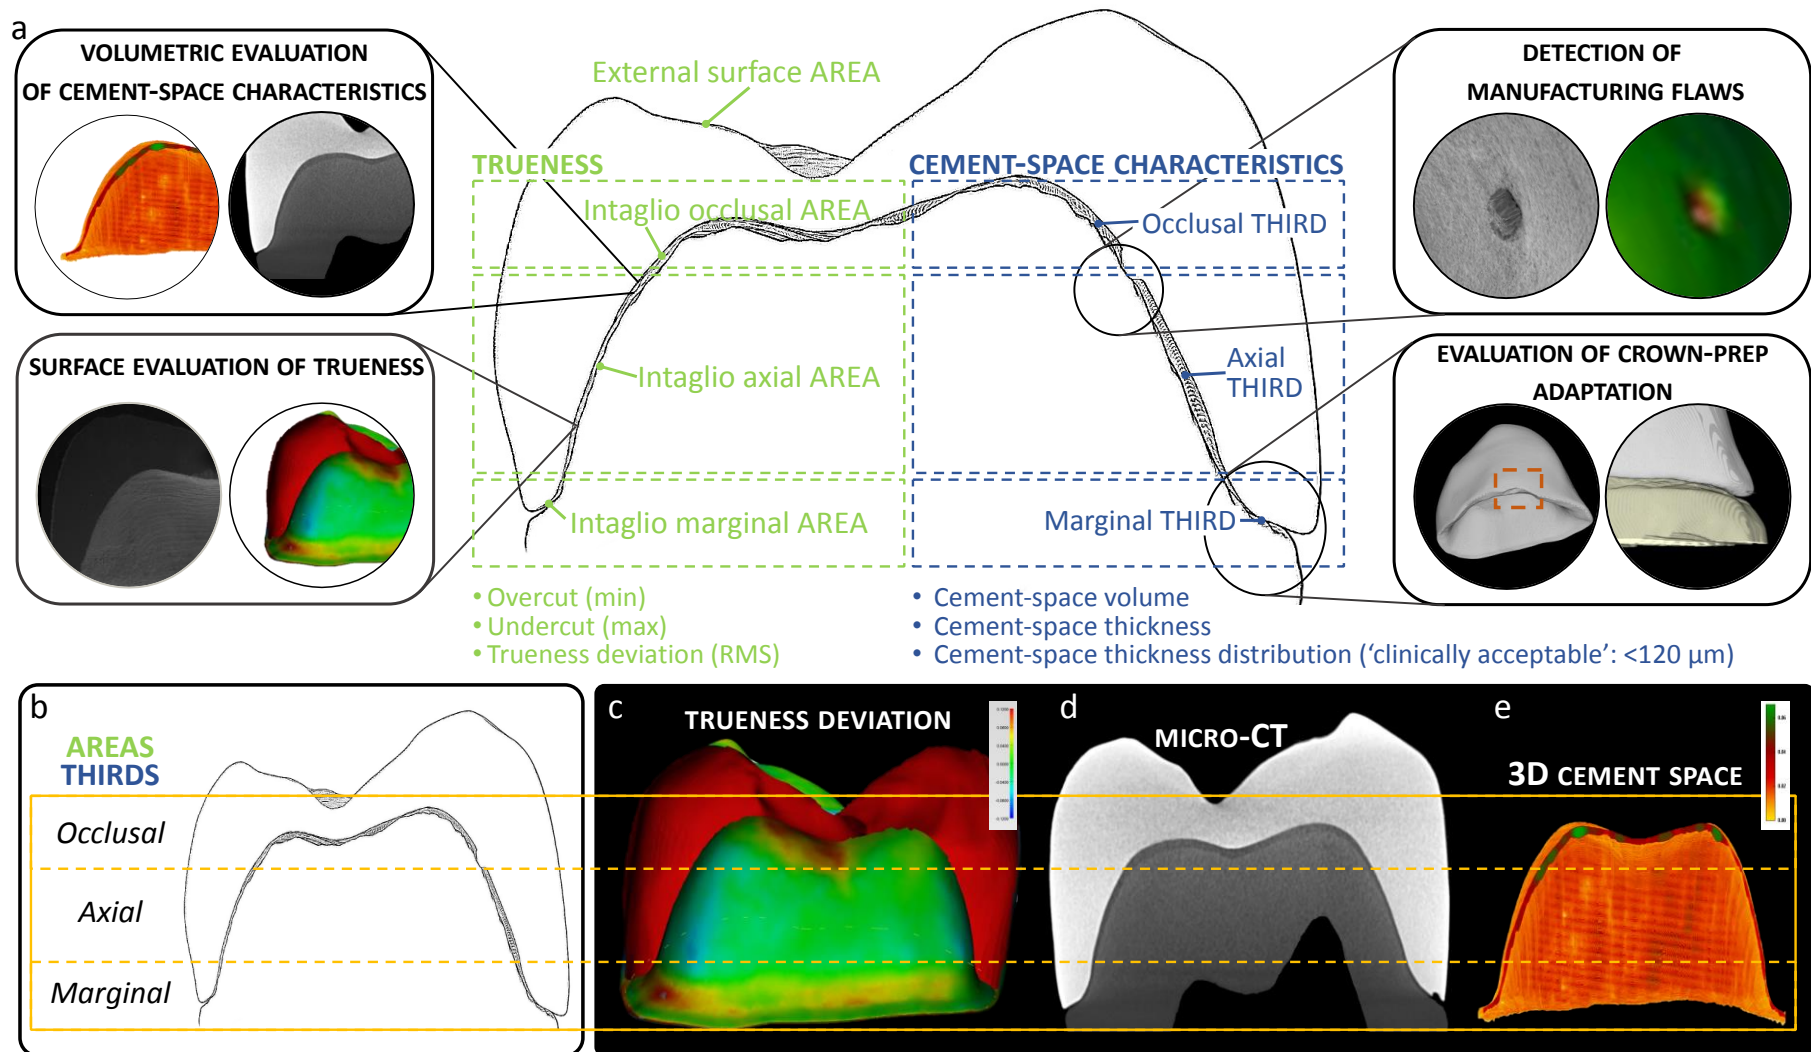 a
VOLUMETRIC EVALUATION
OF CEMENT-SPACE CHARACTERISTICS
External surface AREA
DETECTION OF
MANUFACTURING FLAWS
TRUENESS
CEMENT-SPACE CHARACTERISTICS
Intaglio occlusal AREA
Occlusal THIRD
SURFACE EVALUATION OF TRUENESS
Intaglio axial AREA
Axial
THIRD
EVALUATION OF CROWN-PREP
ADAPTATION
Intaglio marginal AREA
Marginal THIRD
• Overcut (min)
• Undercut (max)
• Trueness deviation (RMS)
• Cement-space volume
• Cement-space thickness
• Cement-space thickness distribution (‘clinically acceptable’: <120 µm)
b
AREAS
THIRDS
Occlusal
Axial
Marginal
c
TRUENESS DEVIATION
d
MICRO-CT
e
3D CEMENT SPACE